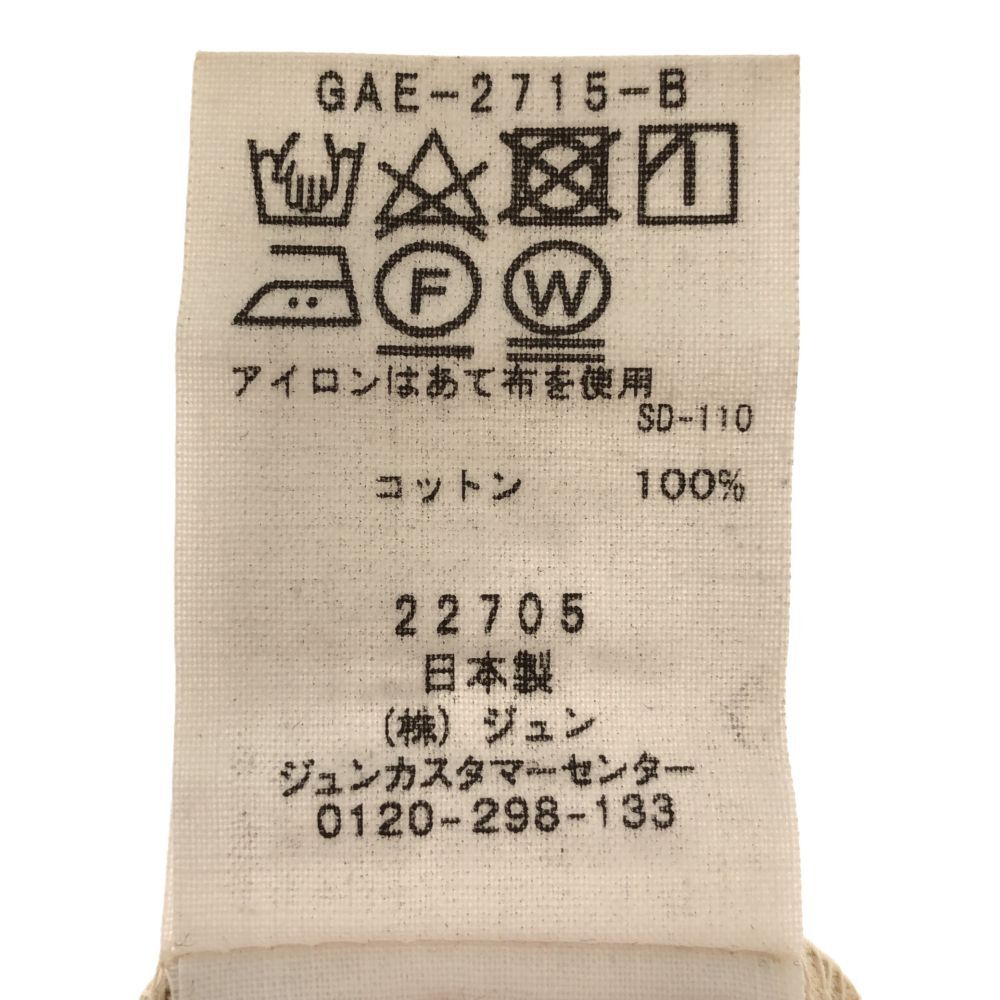 GAE-2715-B
F W
アイロンはあて布を使用
SD-110
コットン 100%
22705
日本製
(株) ジュン
ジュンカスタマーセンター
0120-298-133